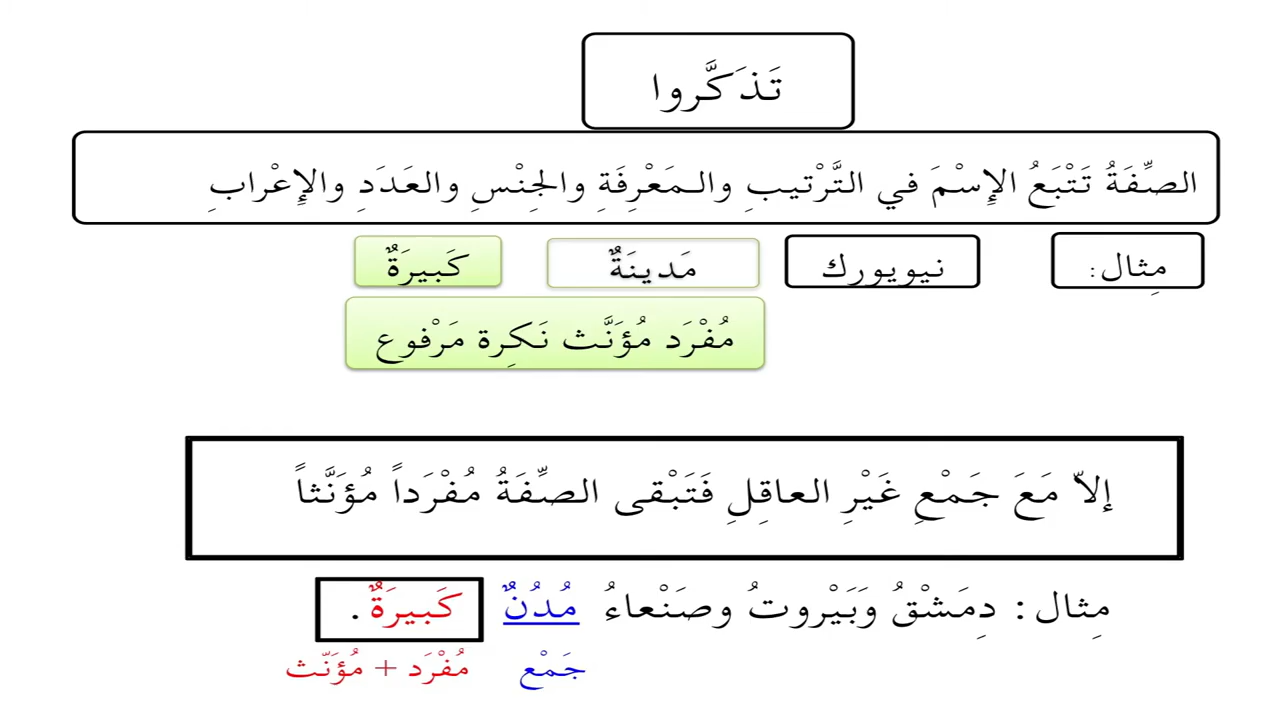 تَذَكَّروا
الصِّفَةُ تَتْبَعُ الإِسْمَ في التَّرْتيبِ والـمَعْرِفَةِ والجِنْسِ والعَدَدِ والإِعْرابِ
مِثال: نيويورك مَدينَةٌ كَبيرَةٌ
مُفْرَد مُؤَنَّث نَكِرة مَرْفوع
إلاّ مَعَ جَمْعِ غَيْرِ العاقِلِ فَتَبْقى الصِّفَةُ مُفْرَداً مُؤَنَّثاً
مِثال : دِمَشْقُ وَبَيْروتُ وصَنْعاءُ مُدُنٌ كَبيرَةٌ .
جَمْع مُفْرَد + مُؤَنّث